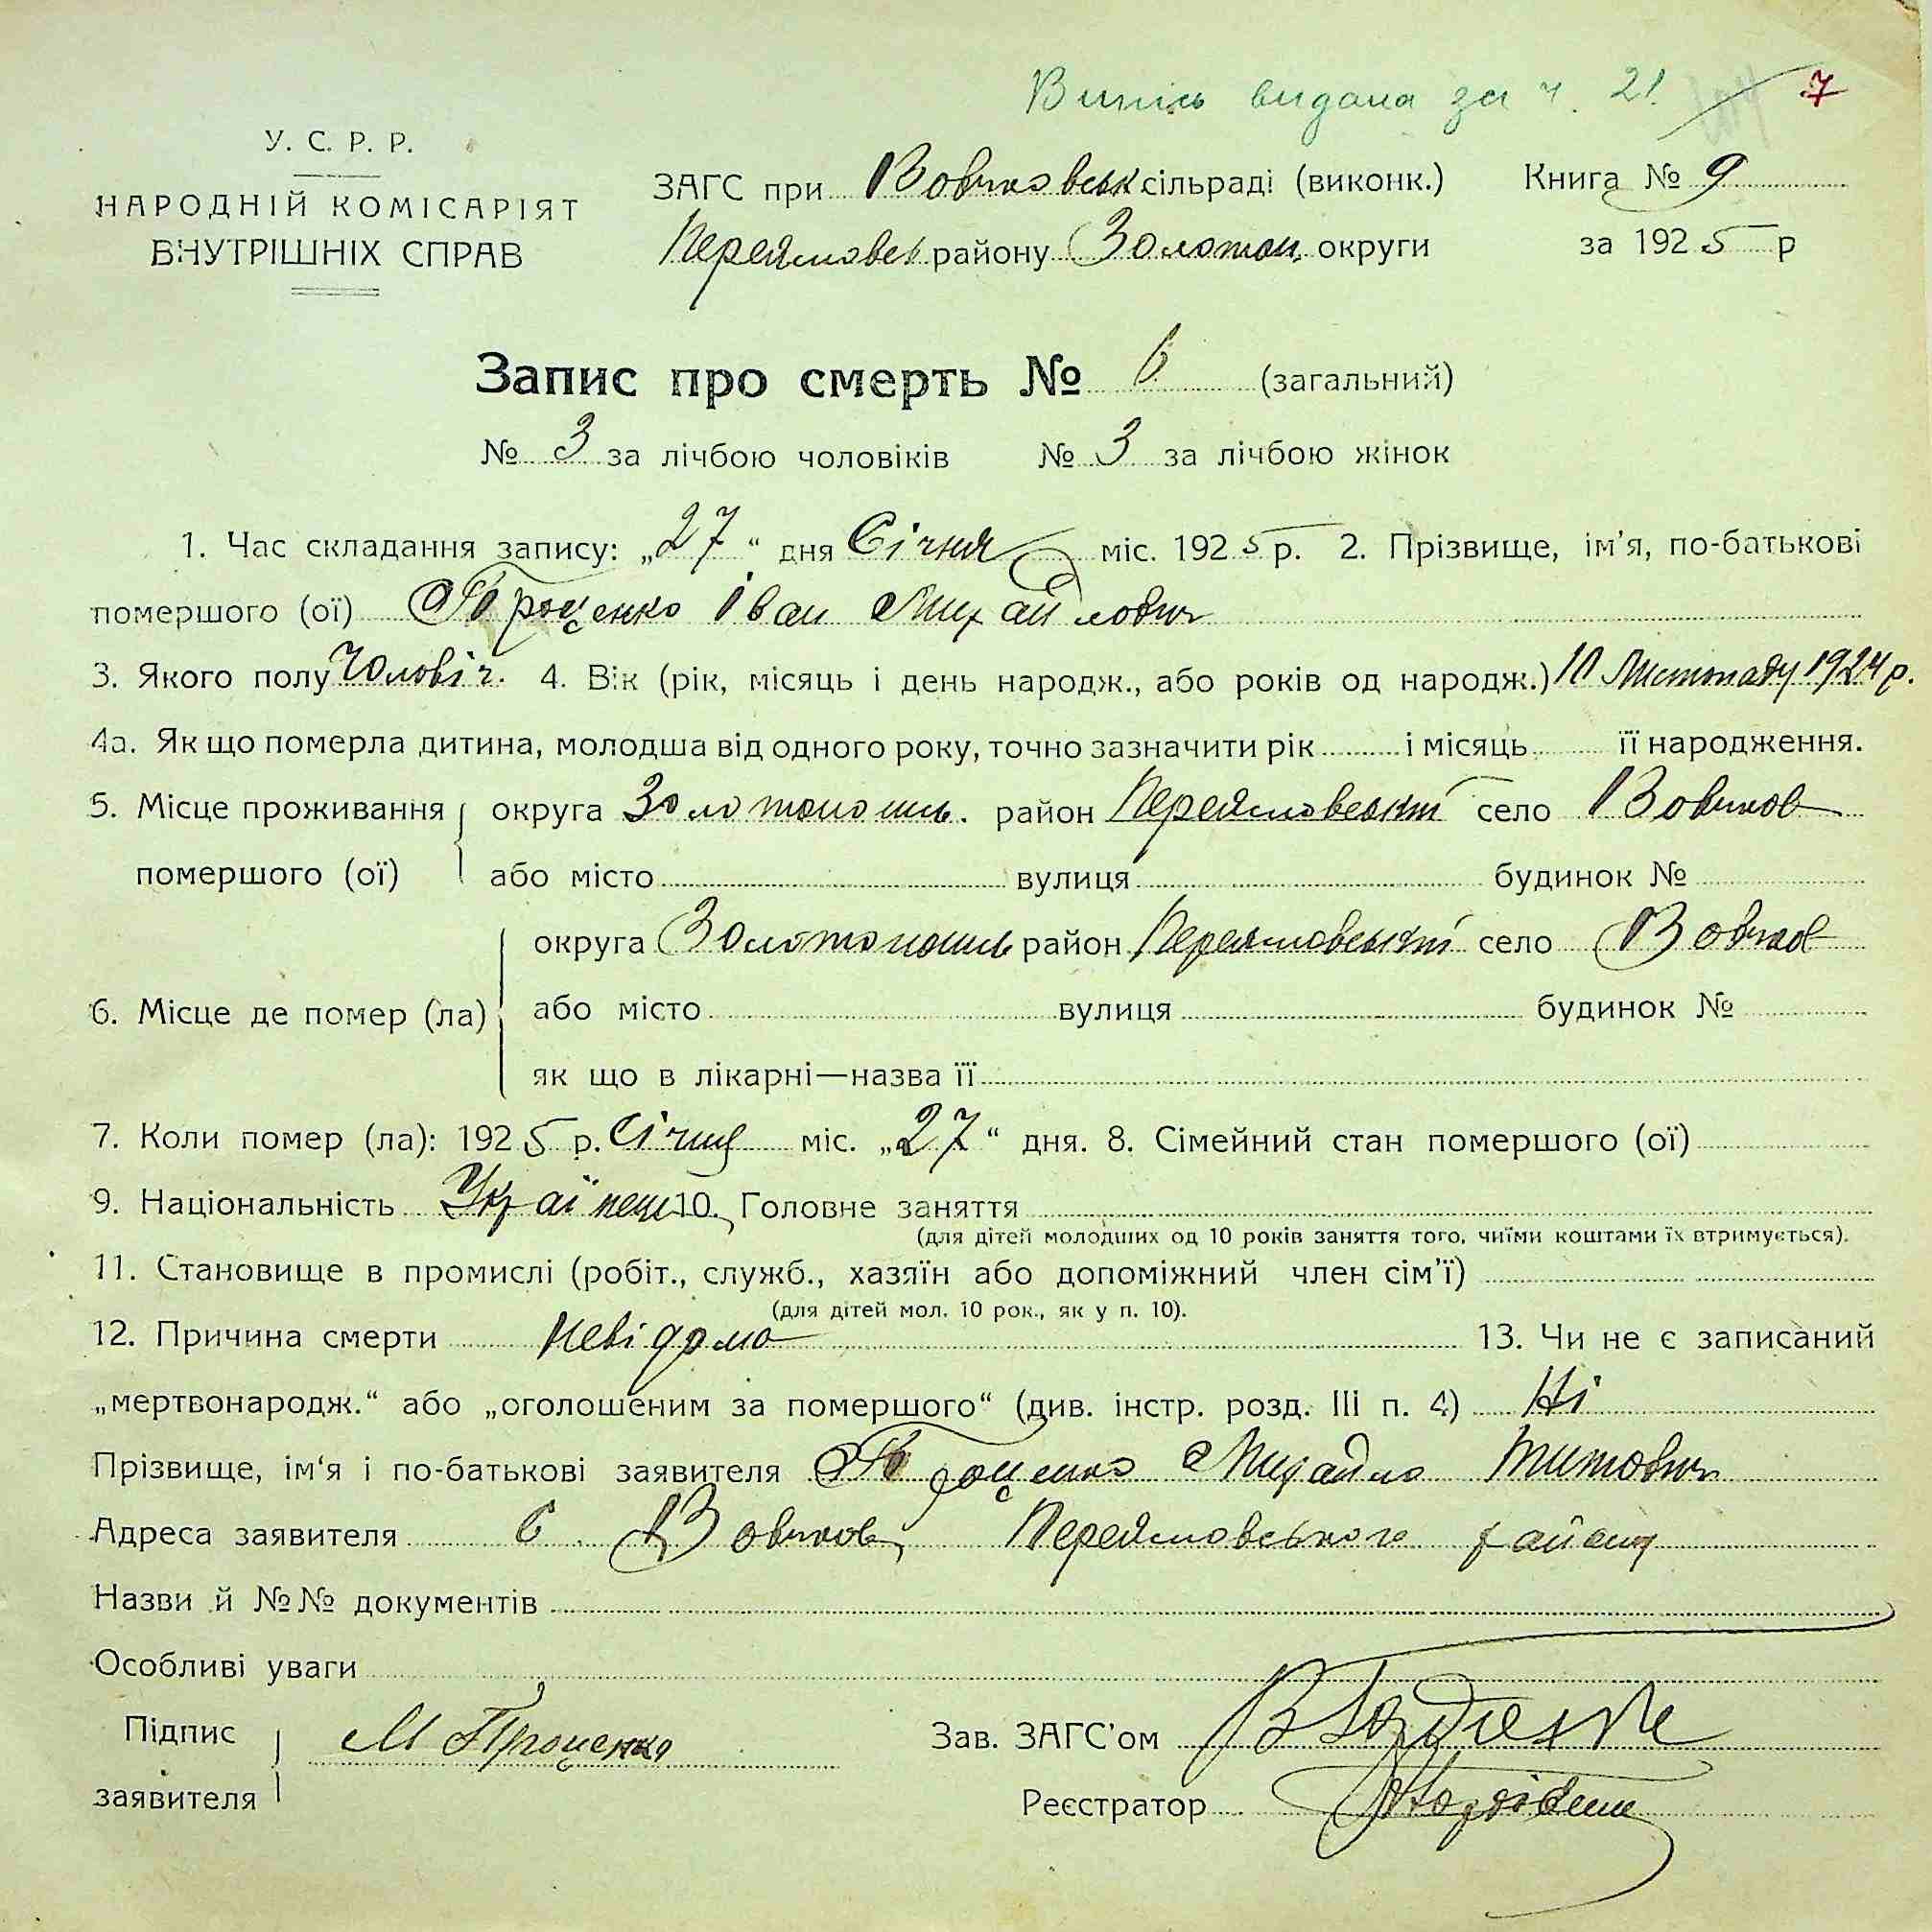 Випись видана за ч. 21. 7
У. С. Р. Р.
НАРОДНІЙ КОМІСАРІЯТ
ВНУТРІШНІХ СПРАВ
ЗАГС при Вовчковськ сільраді (виконк.) Книга № 9
Переяславськ району Золотон. округи за 1925 р
Запис про смерть № 6 (загальний)
№ 3 за лічбою чоловіків № 3 за лічбою жінок
1. Час складання запису: „27“ дня Січня міс. 1925 р. 2. Прізвище, ім'я, по-батькові
помершого (ої) Проценко Іван Михайлович
3. Якого полу Чоловіч. 4. Вік (рік, місяць і день народж., або років од народж.) 10 Листопаду 1924 р.
4а. Як що померла дитина, молодша від одного року, точно зазначити рік і місяць її народження.
5. Місце проживання округа Золотоношь. район Переяславський село Вовчков
помершого (ої) або місто вулиця будинок №
округа Золотоношь район Переяславський село Вовчков
6. Місце де помер (ла) або місто вулиця будинок №
як що в лікарні—назва її
7. Коли помер (ла): 1925 р. Січня міс. „27“ дня. 8. Сімейний стан помершого (ої)
9. Національність Українець 10. Головне заняття
(для дітей молодших од 10 років заняття того, чиїми коштами їх втримується).
11. Становище в промислі (робіт., служб., хазяїн або допоміжний член сім'ї)
(для дітей мол. 10 рок., як у п. 10).
12. Причина смерти невідома 13. Чи не є записаний
„мертвонародж.“ або „оголошеним за помершого“ (див. інстр. розд. III п. 4) Ні
Прізвище, ім'я і по-батькові заявителя Проценко Михайло Титович
Адреса заявителя с. Вовчков, Переяславського району
Назви й №№ документів
Особливі уваги
Підпис М Проценко Зав. ЗАГС'ом
заявителя Реєстратор